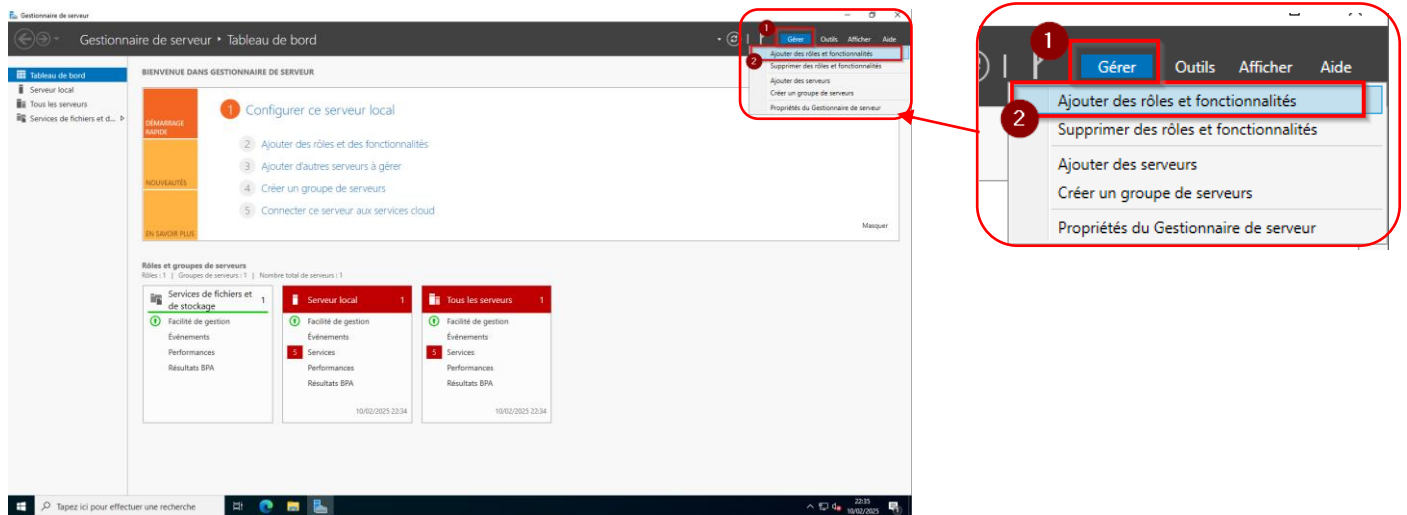 Gestionnaire de serveur
Gestionnaire de serveur • Tableau de bord
1
Gérer Outils Afficher Aide
2
Ajouter des rôles et fonctionnalités
Supprimer des rôles et fonctionnalités
Ajouter des serveurs
Créer un groupe de serveurs
Propriétés du Gestionnaire de serveur
Tableau de bord
Serveur local
Tous les serveurs
Services de fichiers et d...
BIENVENUE DANS GESTIONNAIRE DE SERVEUR
DÉMARRAGE
RAPIDE
NOUVEAUTÉS
EN SAVOIR PLUS
1 Configurer ce serveur local
2 Ajouter des rôles et des fonctionnalités
3 Ajouter d'autres serveurs à gérer
4 Créer un groupe de serveurs
5 Connecter ce serveur aux services cloud
Masquer
Rôles et groupes de serveurs
Rôles : 1 | Groupes de serveurs : 1 | Nombre total de serveurs : 1
Services de fichiers et
de stockage
1
Facilité de gestion
Événements
Performances
Résultats BPA
Serveur local 1
Facilité de gestion
Événements
5 Services
Performances
Résultats BPA
10/02/2025 22:34
Tous les serveurs 1
Facilité de gestion
Événements
5 Services
Performances
Résultats BPA
10/02/2025 22:34
Tapez ici pour effectuer une recherche
22:35
10/02/2025
1
Gérer Outils Afficher Aide
2
Ajouter des rôles et fonctionnalités
Supprimer des rôles et fonctionnalités
Ajouter des serveurs
Créer un groupe de serveurs
Propriétés du Gestionnaire de serveur